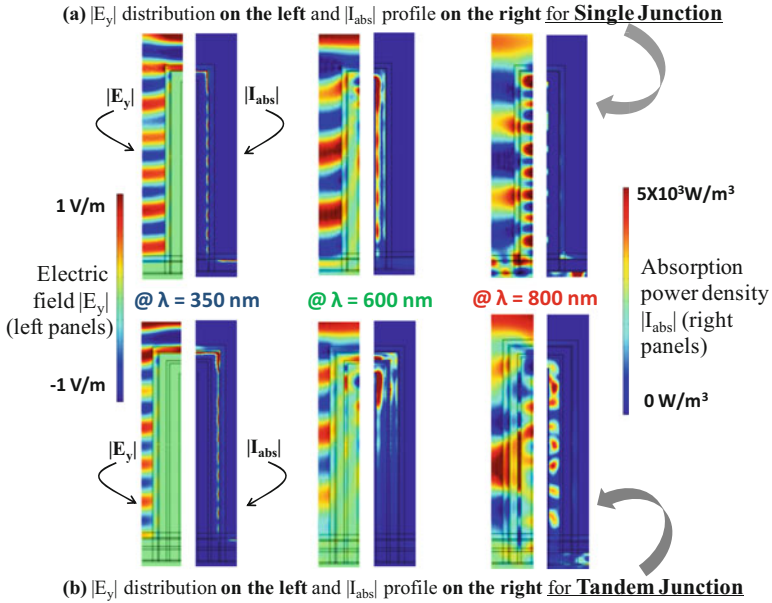 (a) |Ey| distribution on the left and |Iabs| profile on the right for Single Junction
|Ey|
|Iabs|
1 V/m
5X10³W/m³
Electric
field |Ey|
(left panels)
@ λ = 350 nm
@ λ = 600 nm
@ λ = 800 nm
Absorption
power density
|Iabs| (right
panels)
-1 V/m
0 W/m³
|Ey|
|Iabs|
(b) |Ey| distribution on the left and |Iabs| profile on the right for Tandem Junction